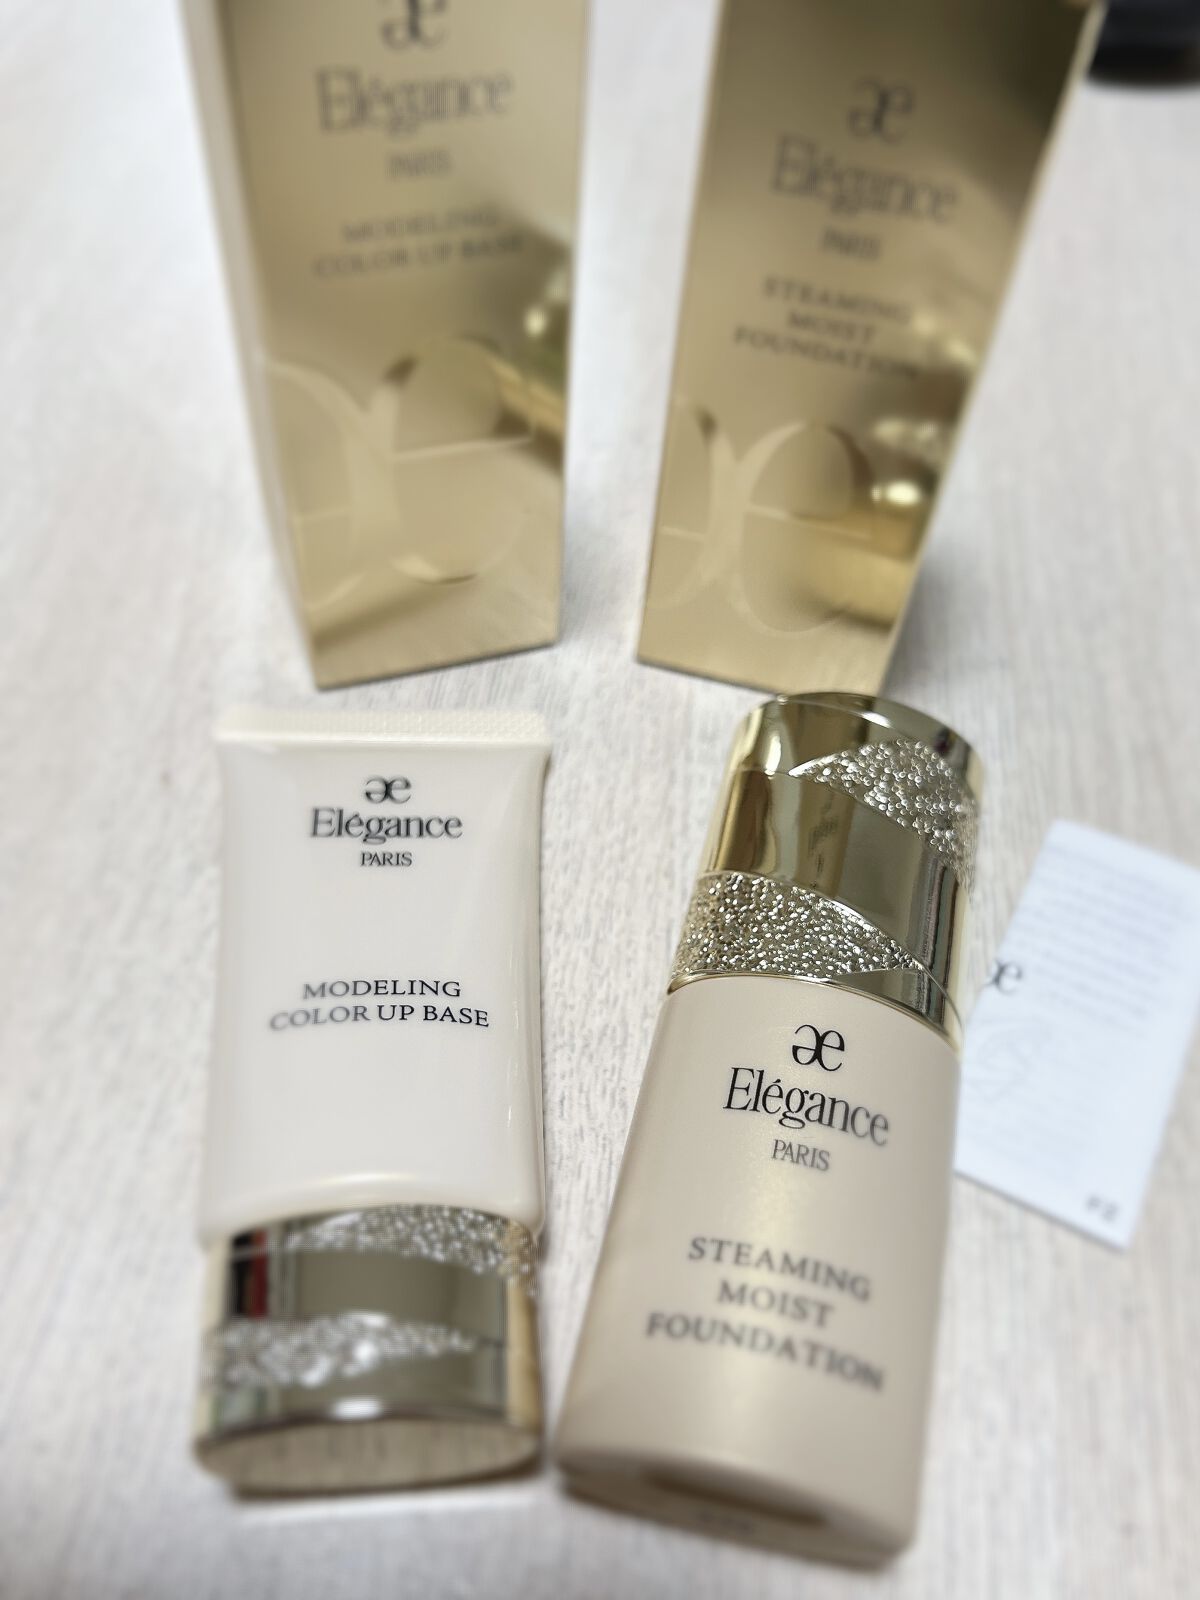 æ
Elégance
PARIS
MODELING
COLOR UP BASE
æ
Elégance
PARIS
STEAMING
MOIST
FOUNDATION
æ
Elégance
PARIS
MODELING
COLOR UP BASE
æ
Elégance
PARIS
STEAMING
MOIST
FOUNDATION